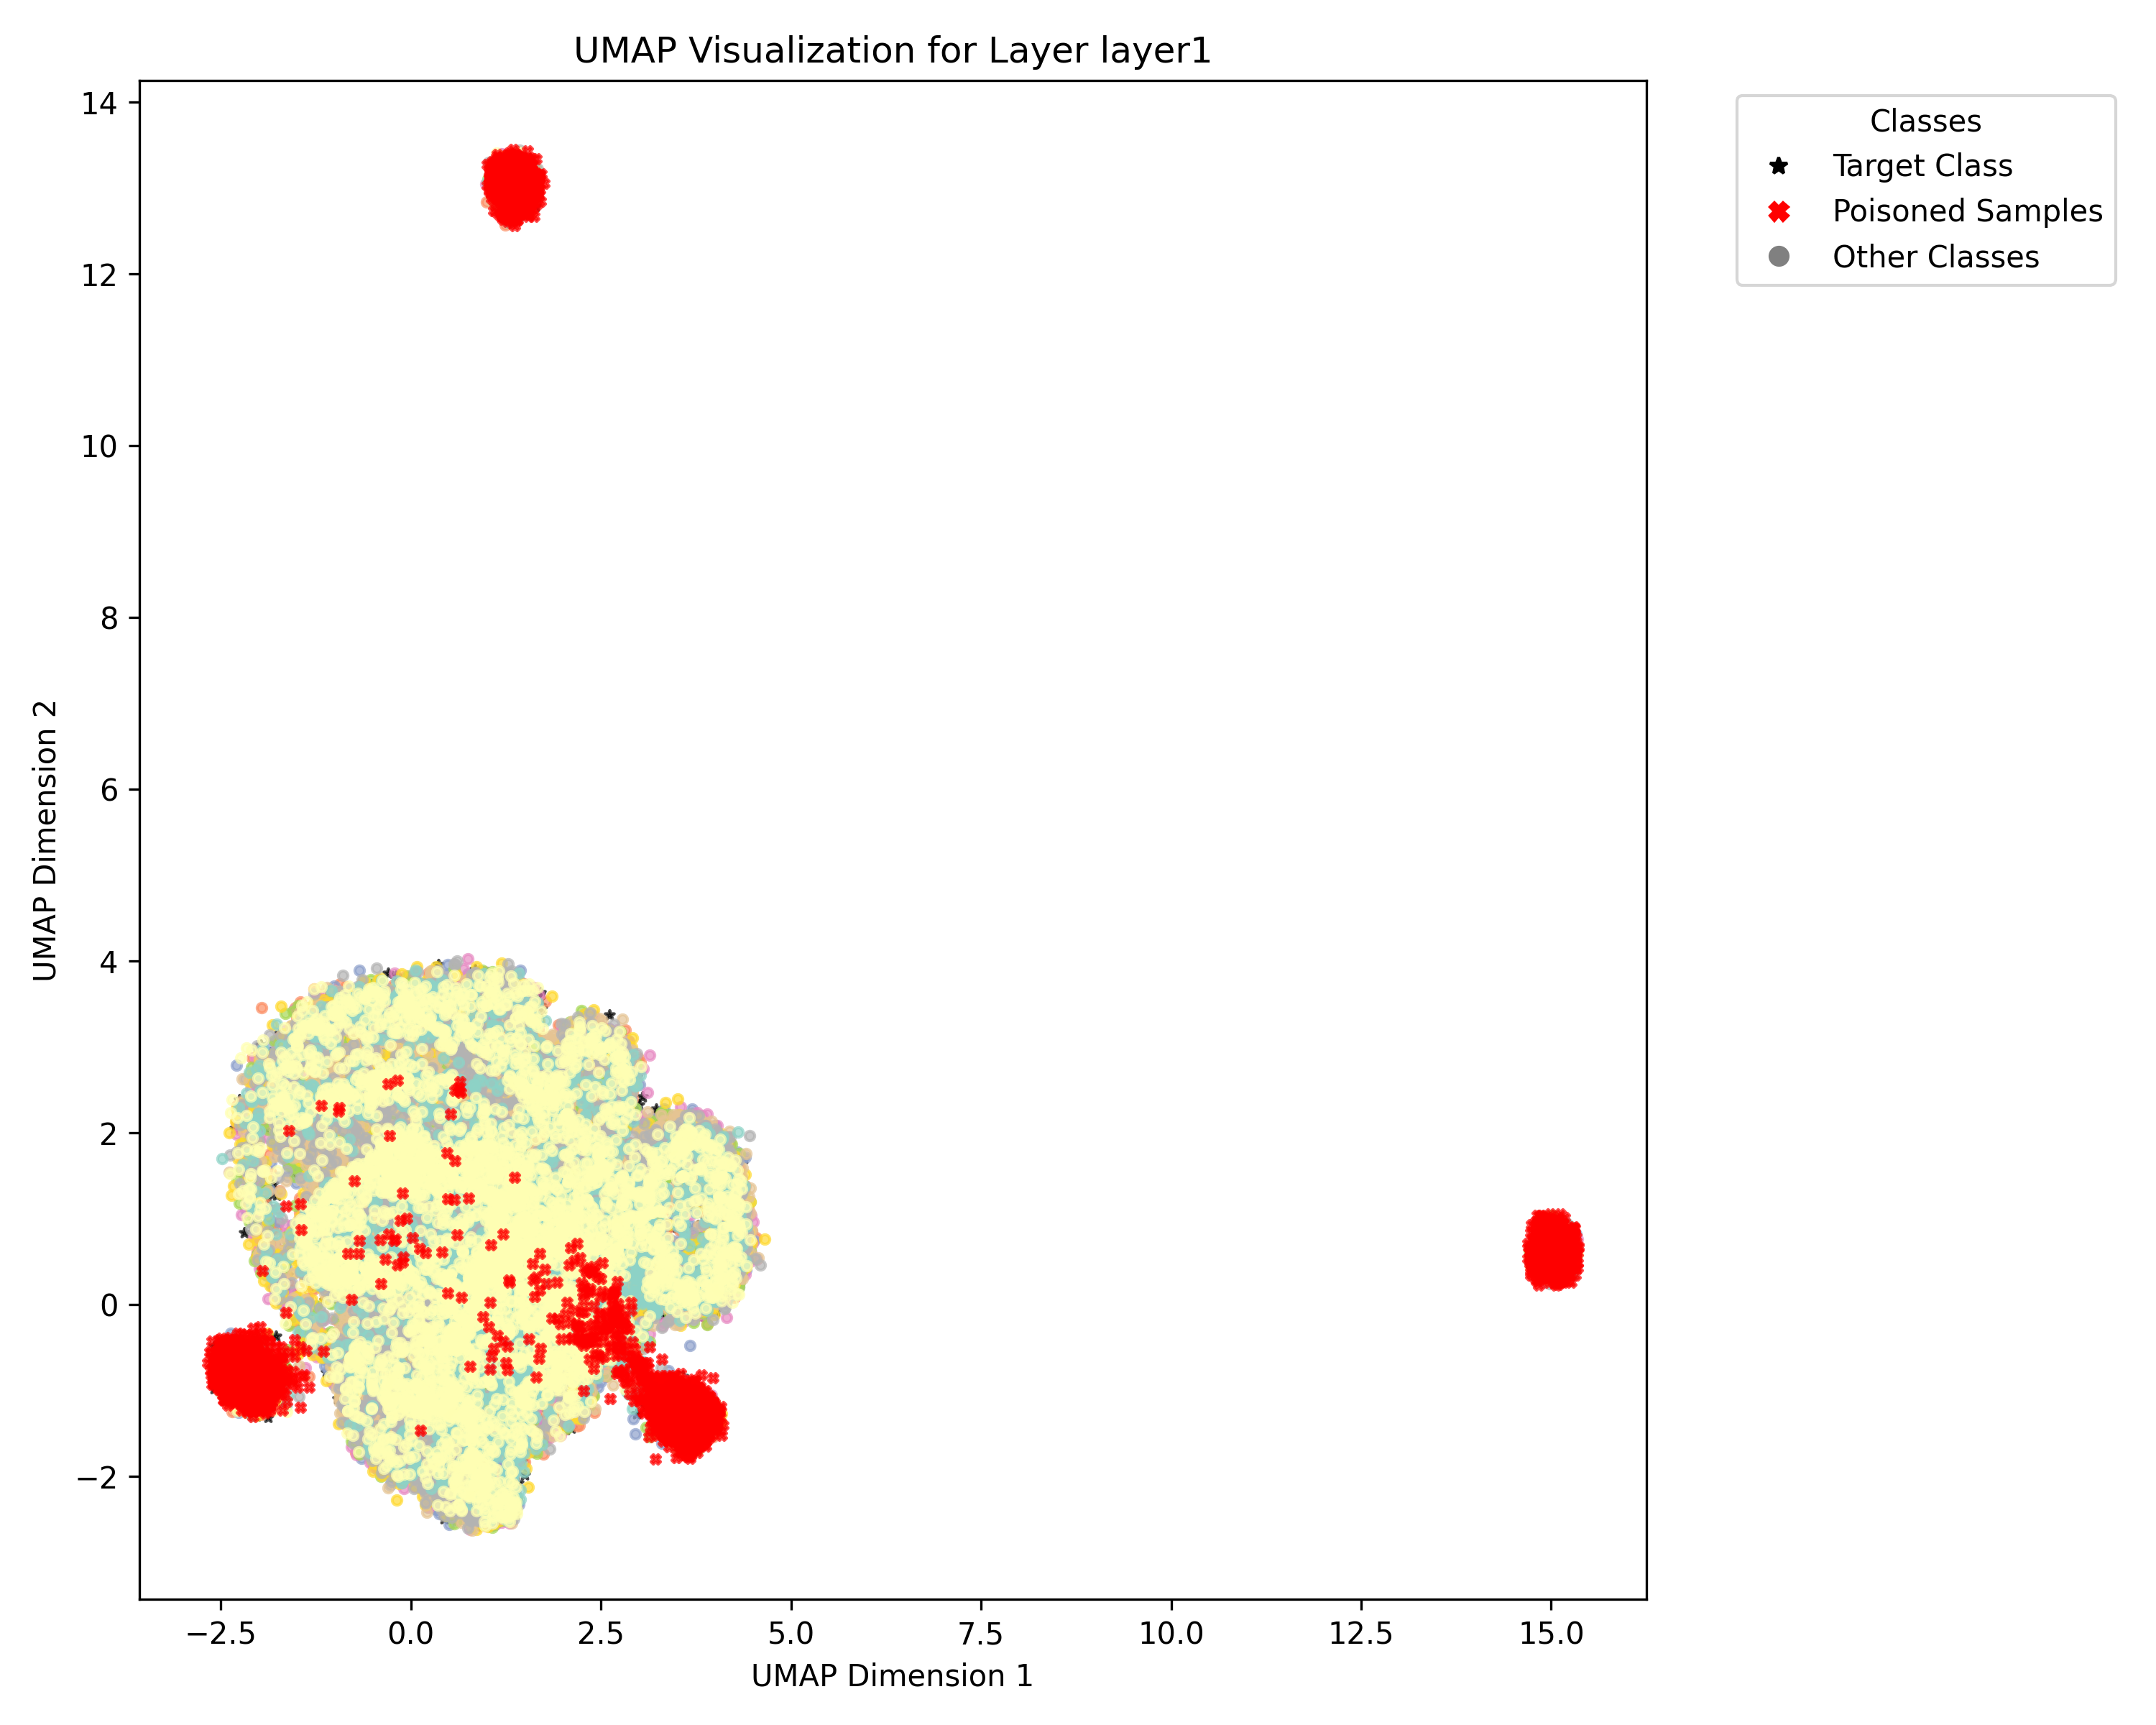 UMAP Visualization for Layer layer1
Classes
Target Class
Poisoned Samples
Other Classes
14
12
10
8
6
4
2
0
−2
UMAP Dimension 2
−2.5
0.0
2.5
5.0
7.5
10.0
12.5
15.0
UMAP Dimension 1